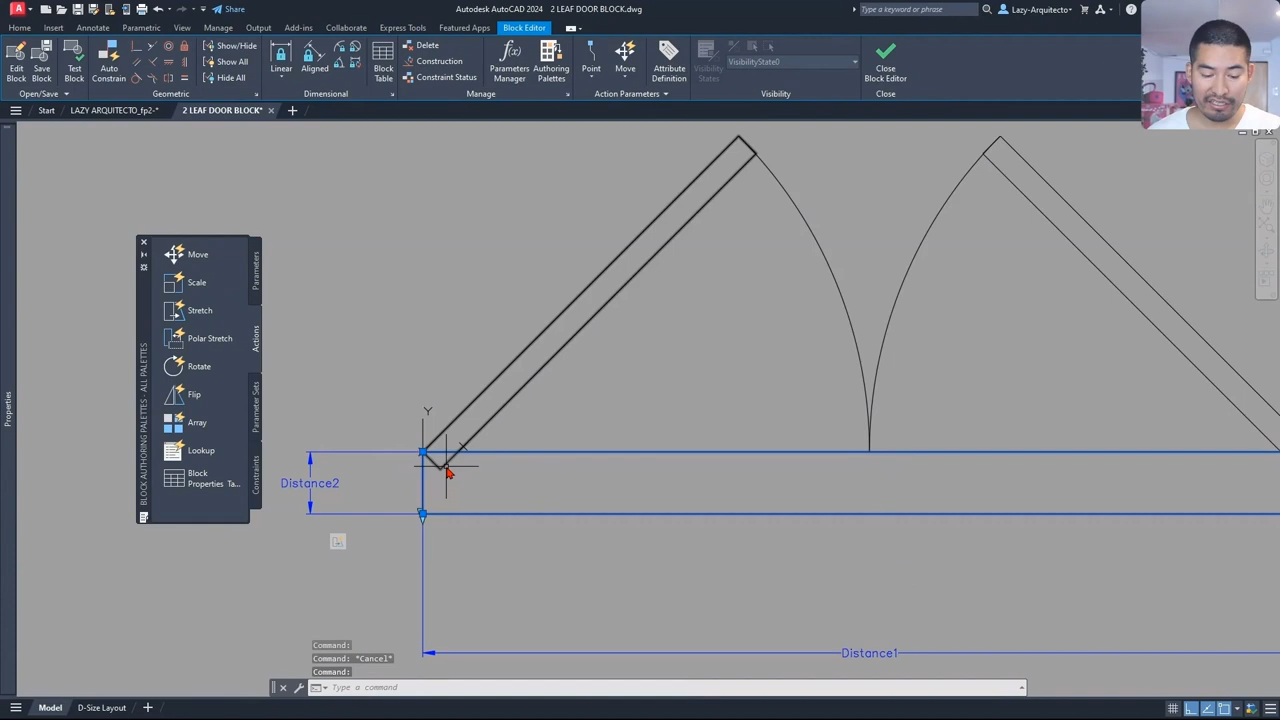 Share
Autodesk AutoCAD 2024 2 LEAF DOOR BLOCK.dwg
Type a keyword or phrase
Lazy-Arquitecto
Home Insert Annotate Parametric View Manage Output Add-ins Collaborate Express Tools Featured Apps Block Editor
Edit Block
Save Block
Test Block
Open/Save
Auto Constrain
Show/Hide
Show All
Hide All
Geometric
Linear
Aligned
Dimensional
Block Table
Delete
Construction
Constraint Status
Parameters Manager
Authoring Palettes
Manage
Point
Move
Action Parameters
Attribute Definition
Visibility States
VisibilityState0
Visibility
Close Block Editor
Close
Start LAZY ARQUITECTO_fp2-* 2 LEAF DOOR BLOCK*
Move
Scale
Stretch
Polar Stretch
Rotate
Flip
Array
Lookup
Block
Properties Ta...
Parameters
Actions
Parameter Sets
Constraints
BLOCK AUTHORING PALETTES - ALL PALETTES
Properties
Y
X
Distance2
Distance1
Command:
Command: *Cancel*
Command:
Type a command
Model D-Size Layout